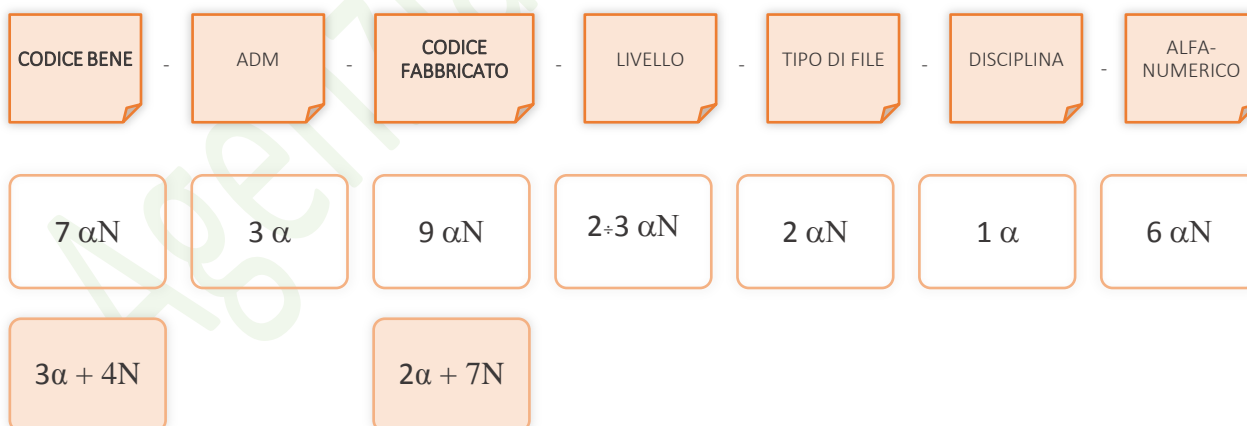 CODICE BENE - ADM - CODICE FABBRICATO - LIVELLO - TIPO DI FILE - DISCIPLINA - ALFA-NUMERICO
7 αN 3 α 9 αN 2÷3 αN 2 αN 1 α 6 αN
3α + 4N 2α + 7N
Agenz